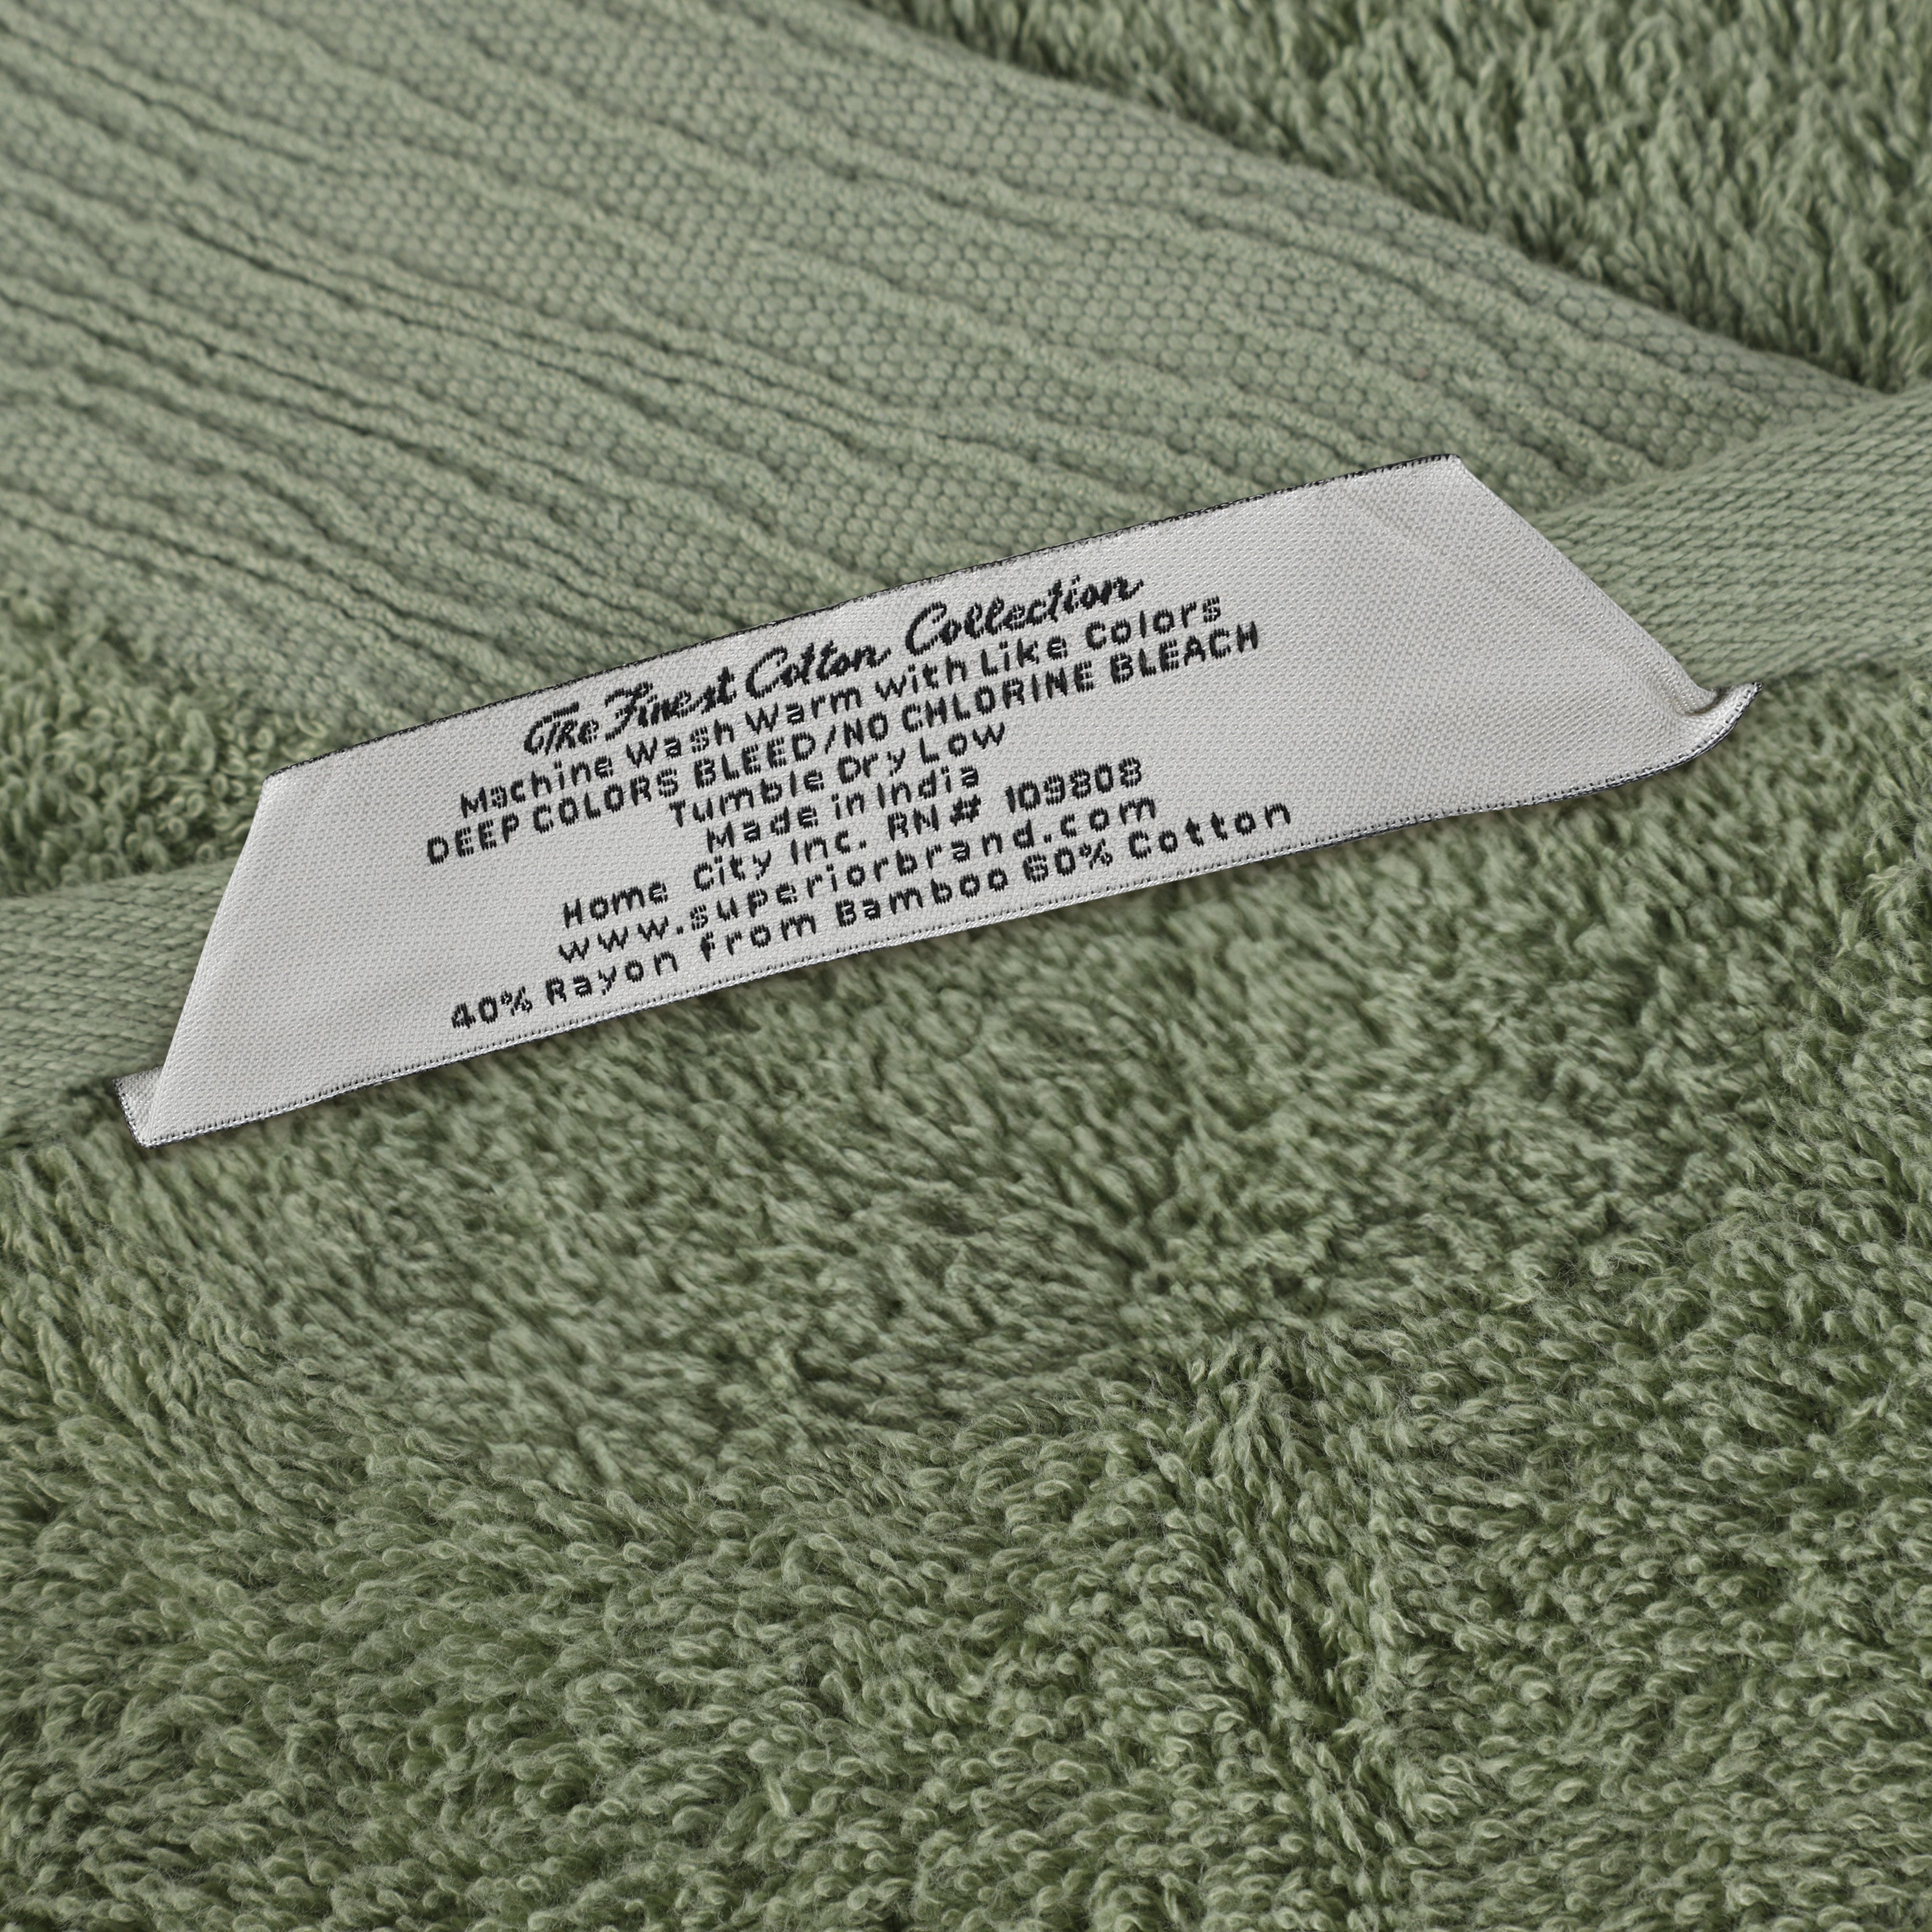 The Finest Cotton Collection
Machine Wash Warm with Like Colors
DEEP COLORS BLEED/NO CHLORINE BLEACH
Tumble Dry Low
Made in India
Home City Inc. RN# 109808
www.superiorbrand.com
40% Rayon from Bamboo 60% Cotton